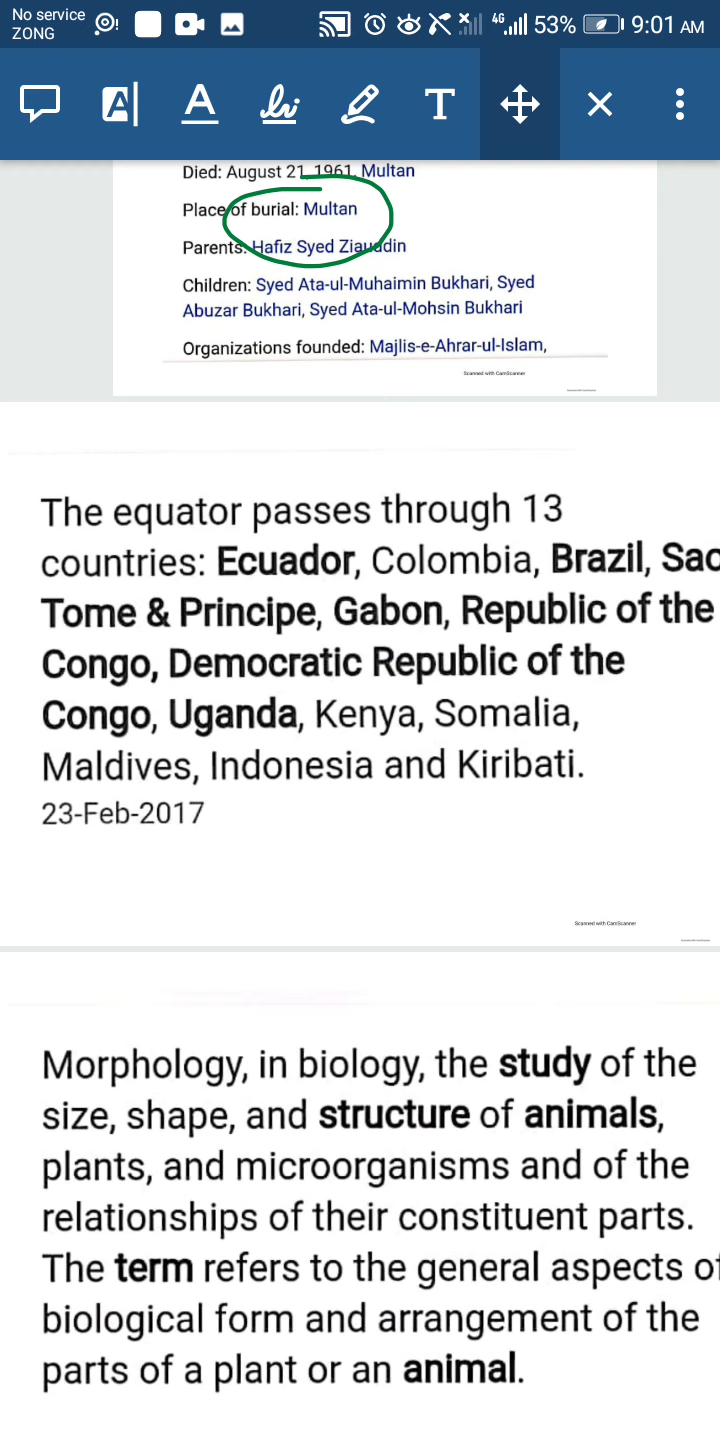 No service
ZONG
4G
53%
9:01 AM
A
A
T
Died: August 21, 1961, Multan
Place of burial: Multan
Parents: Hafiz Syed Ziauddin
Children: Syed Ata-ul-Muhaimin Bukhari, Syed
Abuzar Bukhari, Syed Ata-ul-Mohsin Bukhari
Organizations founded: Majlis-e-Ahrar-ul-Islam,
Scanned with CamScanner
The equator passes through 13
countries: Ecuador, Colombia, Brazil, Sao
Tome & Principe, Gabon, Republic of the
Congo, Democratic Republic of the
Congo, Uganda, Kenya, Somalia,
Maldives, Indonesia and Kiribati.
23-Feb-2017
Scanned with CamScanner
Morphology, in biology, the study of the
size, shape, and structure of animals,
plants, and microorganisms and of the
relationships of their constituent parts.
The term refers to the general aspects of
biological form and arrangement of the
parts of a plant or an animal.